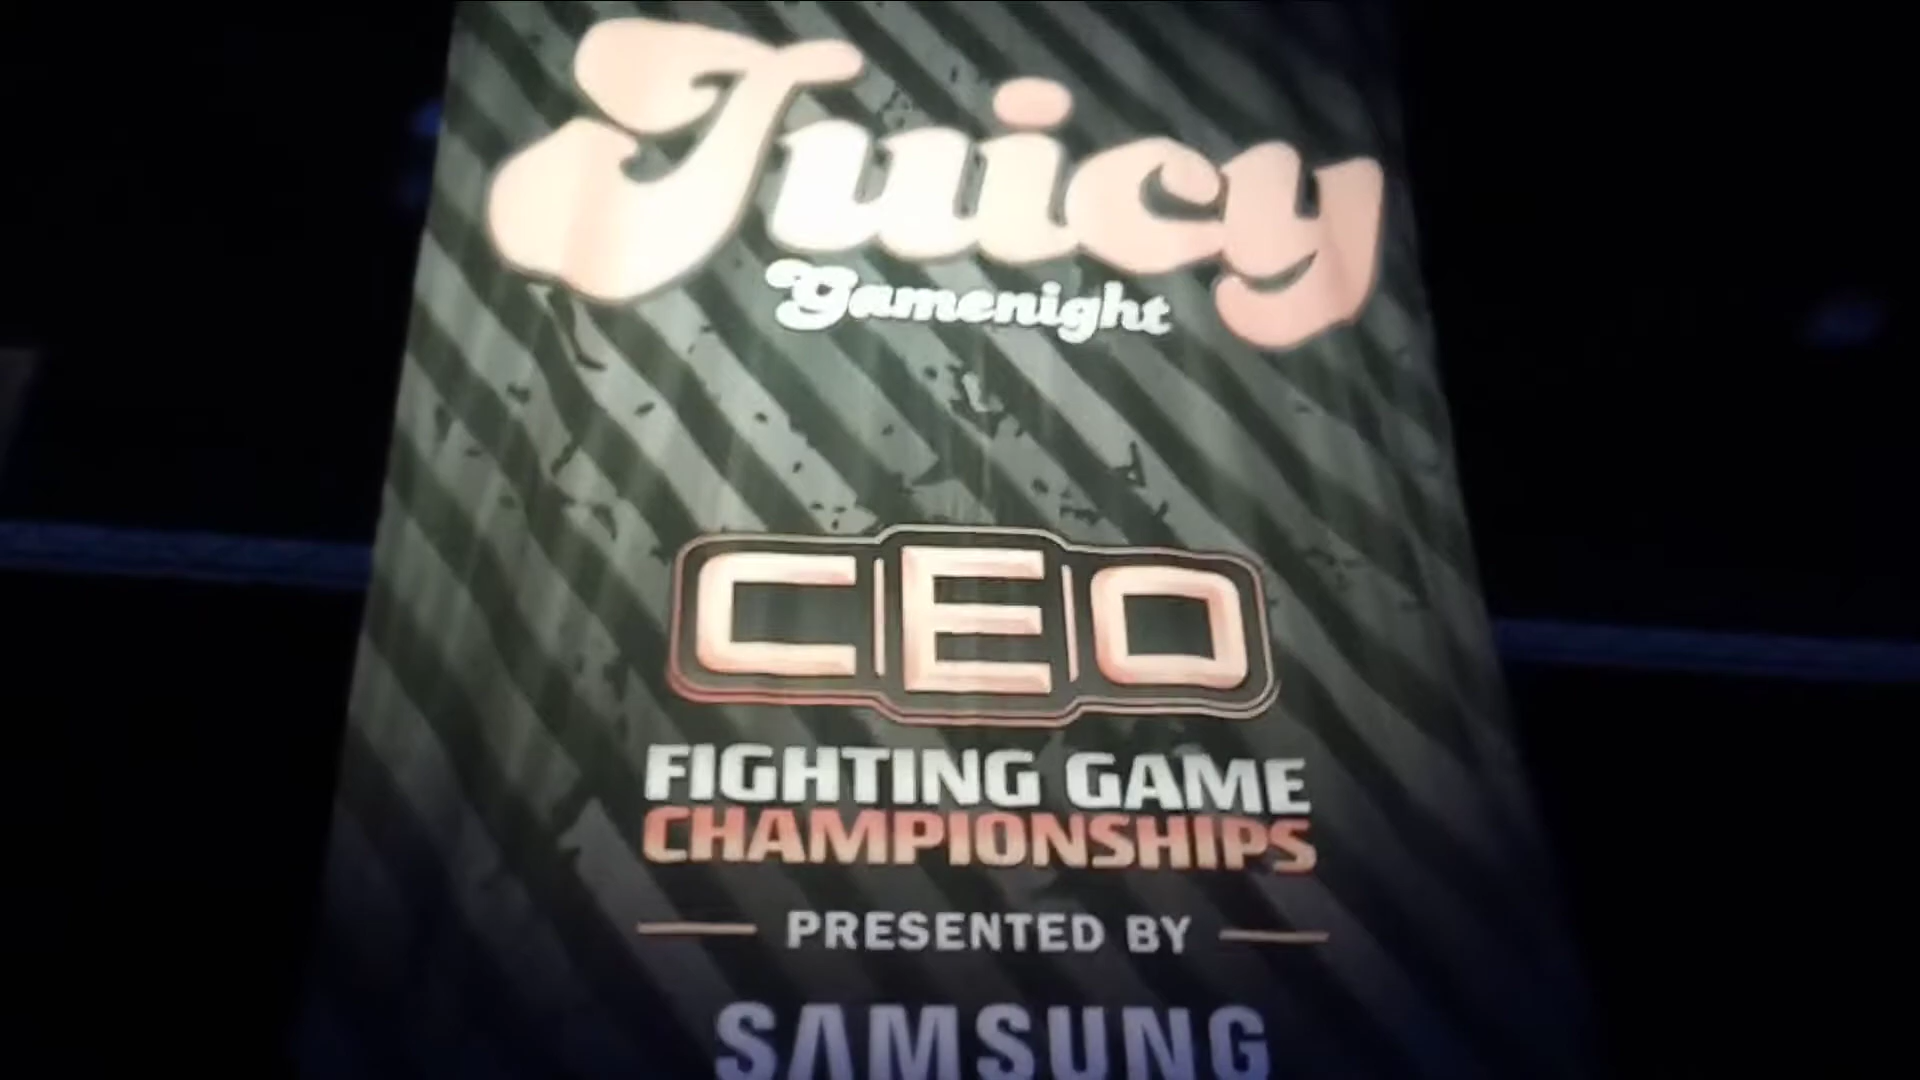 Juicy
Gamenight
CEO
FIGHTING GAME
CHAMPIONSHIPS
PRESENTED BY
SAMSUNG